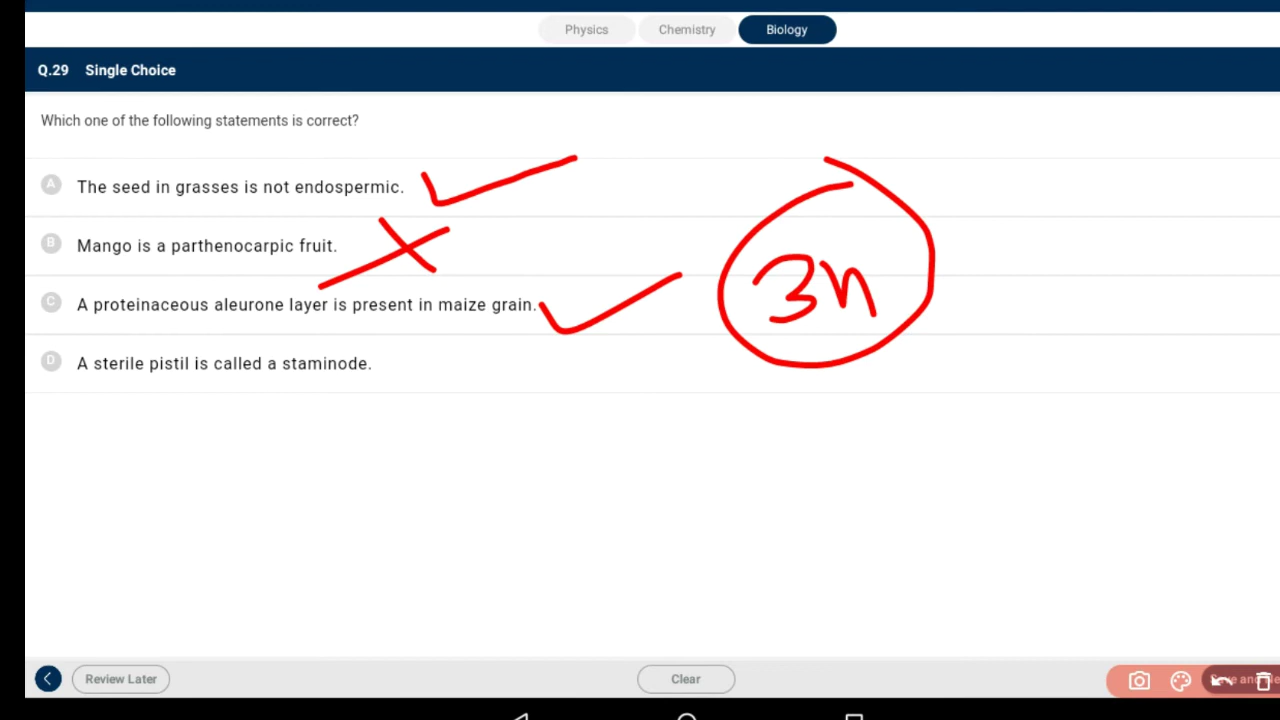 Physics Chemistry Biology
Q.29 Single Choice
Which one of the following statements is correct?
A The seed in grasses is not endospermic.
B Mango is a parthenocarpic fruit.
C A proteinaceous aleurone layer is present in maize grain.
D A sterile pistil is called a staminode.
3n
Review Later Clear